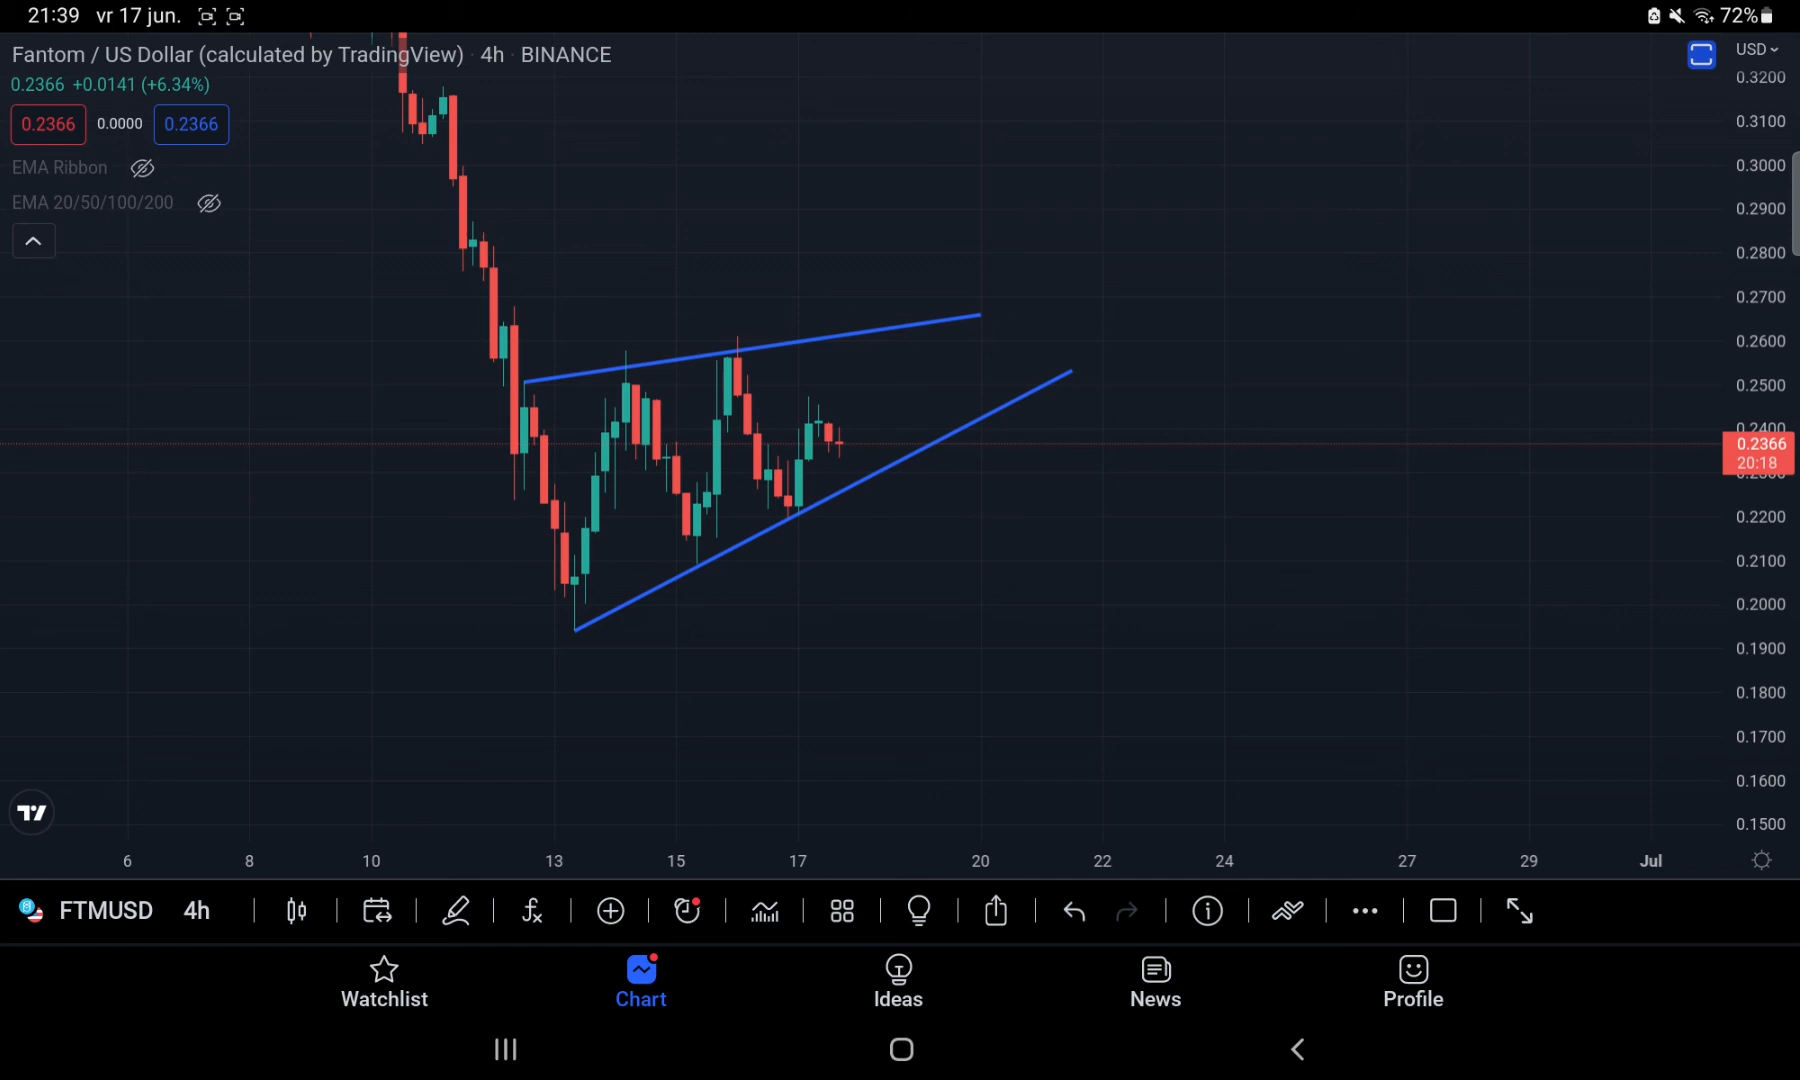 21:39 vr 17 jun. 72%
Fantom / US Dollar (calculated by TradingView) · 4h · BINANCE
USD
0.2366 +0.0141 (+6.34%)
0.2366 0.0000 0.2366
EMA Ribbon
EMA 20/50/100/200
0.3200
0.3100
0.3000
0.2900
0.2800
0.2700
0.2600
0.2500
0.2400
0.2366
20:18
0.2200
0.2100
0.2000
0.1900
0.1800
0.1700
0.1600
0.1500
6 8 10 13 15 17 20 22 24 27 29 Jul
FTMUSD 4h
Watchlist Chart Ideas News Profile